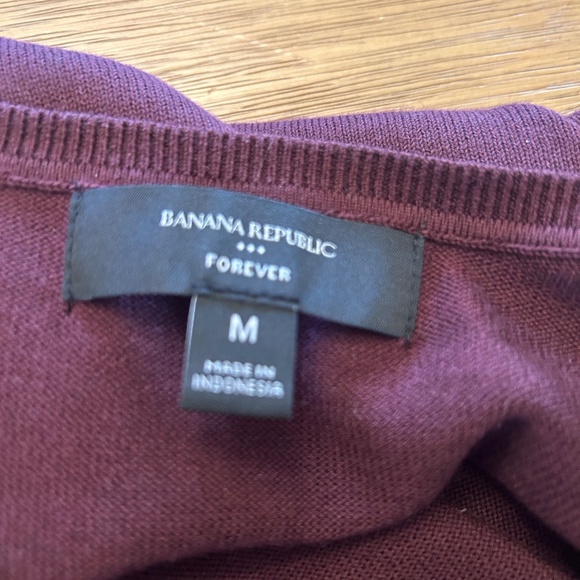 BANANA REPUBLIC
FOREVER
M
MADE IN
INDONESIA